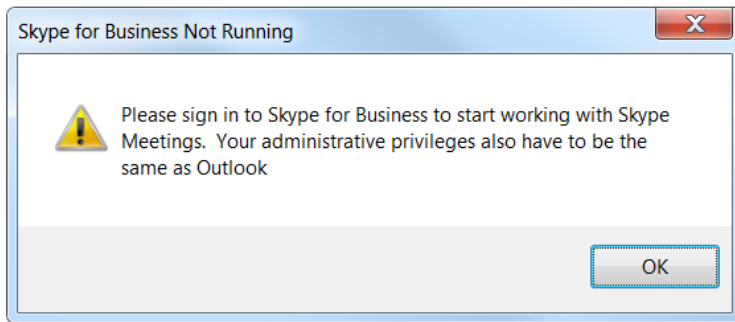 Skype for Business Not Running
Please sign in to Skype for Business to start working with Skype
Meetings.  Your administrative privileges also have to be the
same as Outlook
OK